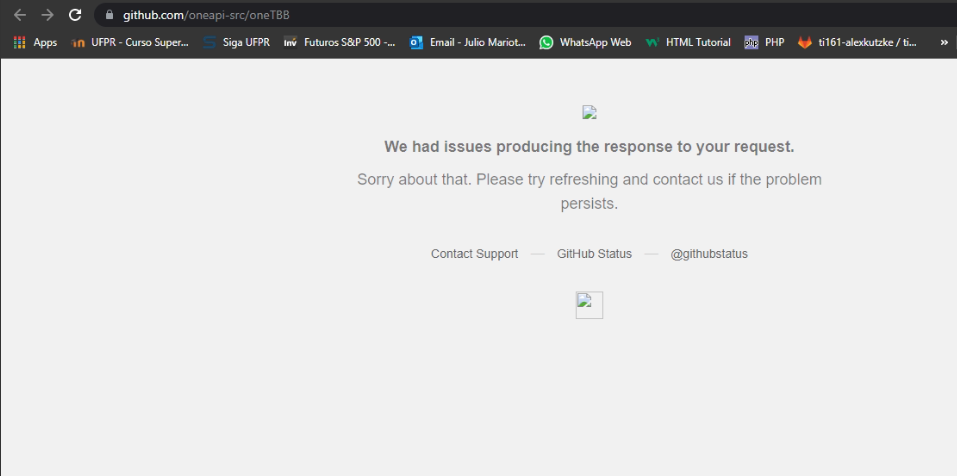 github.com/oneapi-src/oneTBB
Apps UFPR - Curso Super... Siga UFPR inv Futuros S&P 500 -... Email - Julio Mariot... WhatsApp Web HTML Tutorial php PHP ti161-alexkutzke / ti... »
We had issues producing the response to your request.
Sorry about that. Please try refreshing and contact us if the problem
persists.
Contact Support — GitHub Status — @githubstatus